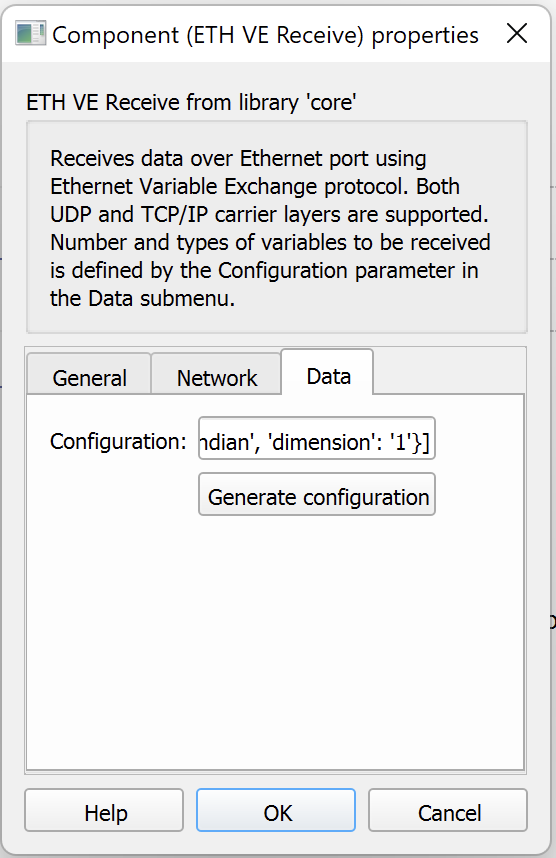 Component (ETH VE Receive) properties
ETH VE Receive from library 'core'
Receives data over Ethernet port using
Ethernet Variable Exchange protocol. Both
UDP and TCP/IP carrier layers are supported.
Number and types of variables to be received
is defined by the Configuration parameter in
the Data submenu.
General Network Data
Configuration: ndian', 'dimension': '1'}]
Generate configuration
Help OK Cancel